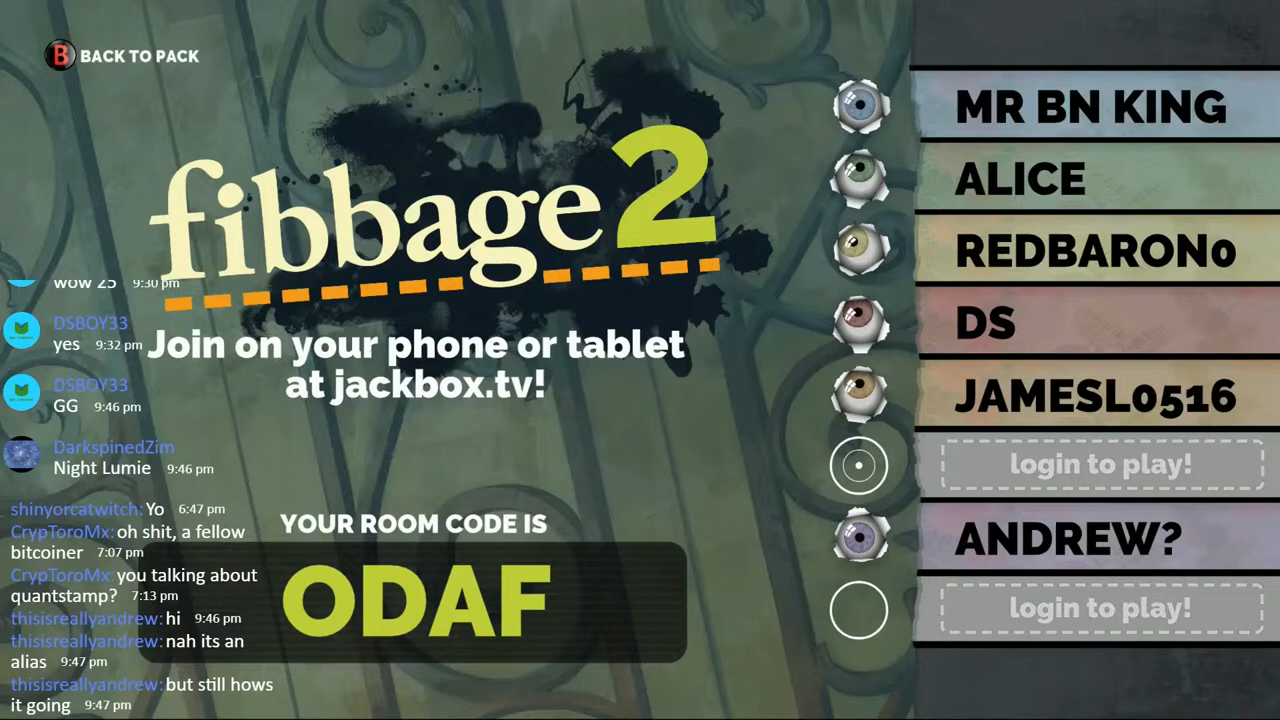 B BACK TO PACK
fibbage 2
Join on your phone or tablet
at jackbox.tv!
YOUR ROOM CODE IS
ODAF
MR BN KING
ALICE
REDBARON0
DS
JAMESL0516
login to play!
ANDREW?
login to play!
wow 25 9:30 pm
DSBOY33
yes 9:32 pm
DSBOY33
GG 9:46 pm
DarkspinedZim
Night Lumie 9:46 pm
shinyorcatwitch: Yo 6:47 pm
CrypToroMx: oh shit, a fellow
bitcoiner 7:07 pm
CrypToroMx: you talking about
quantstamp? 7:13 pm
thisisreallyandrew: hi 9:46 pm
thisisreallyandrew: nah its an
alias 9:47 pm
thisisreallyandrew: but still hows
it going 9:47 pm